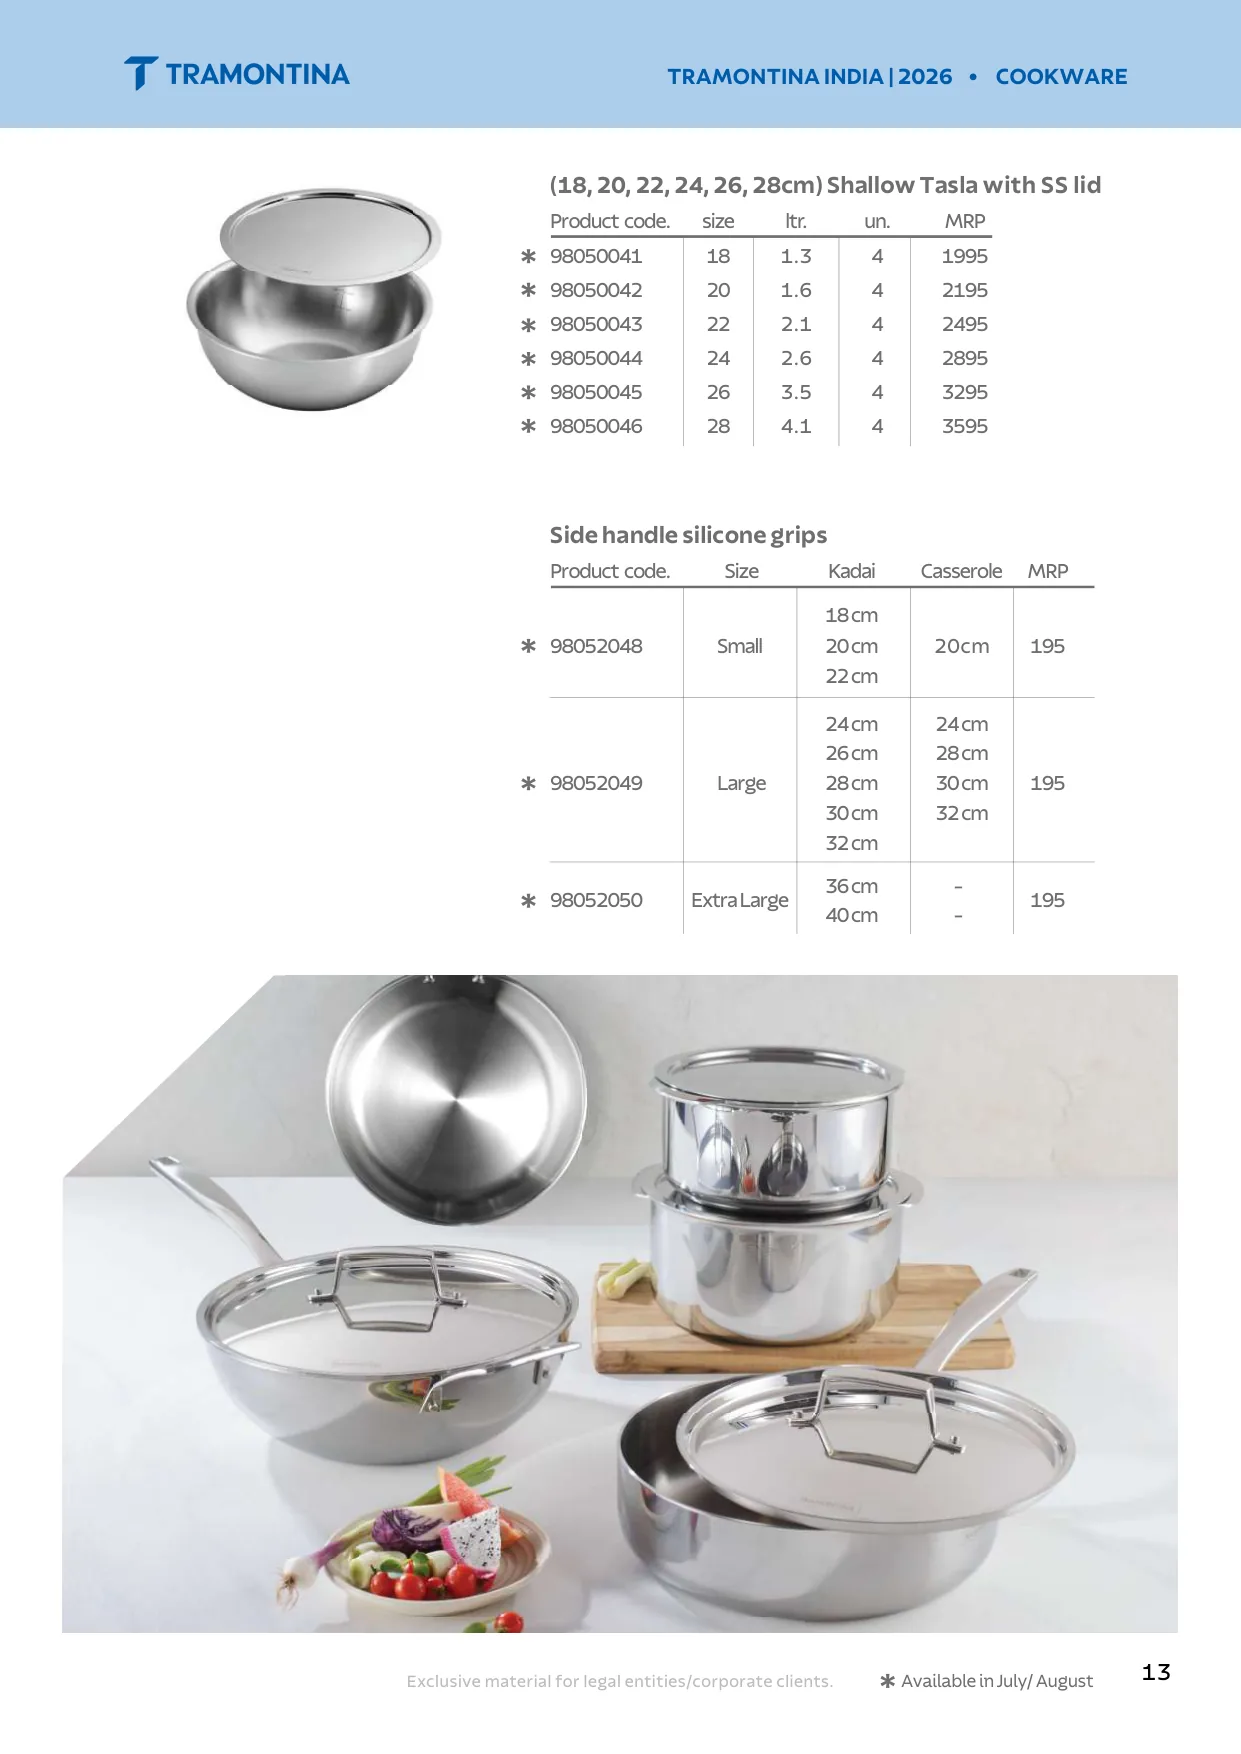 TRAMONTINA
TRAMONTINA INDIA | 2026 • COOKWARE
(18, 20, 22, 24, 26, 28cm) Shallow Tasla with SS lid
Product code. size ltr. un. MRP
* 98050041 18 1.3 4 1995
* 98050042 20 1.6 4 2195
* 98050043 22 2.1 4 2495
* 98050044 24 2.6 4 2895
* 98050045 26 3.5 4 3295
* 98050046 28 4.1 4 3595
Side handle silicone grips
Product code. Size Kadai Casserole MRP
18cm
* 98052048 Small 20cm 20cm 195
22cm
24cm 24cm
26cm 28cm
* 98052049 Large 28cm 30cm 195
30cm 32cm
32cm
36cm -
* 98052050 Extra Large 195
40cm -
Exclusive material for legal entities/corporate clients.
* Available in July/ August
13